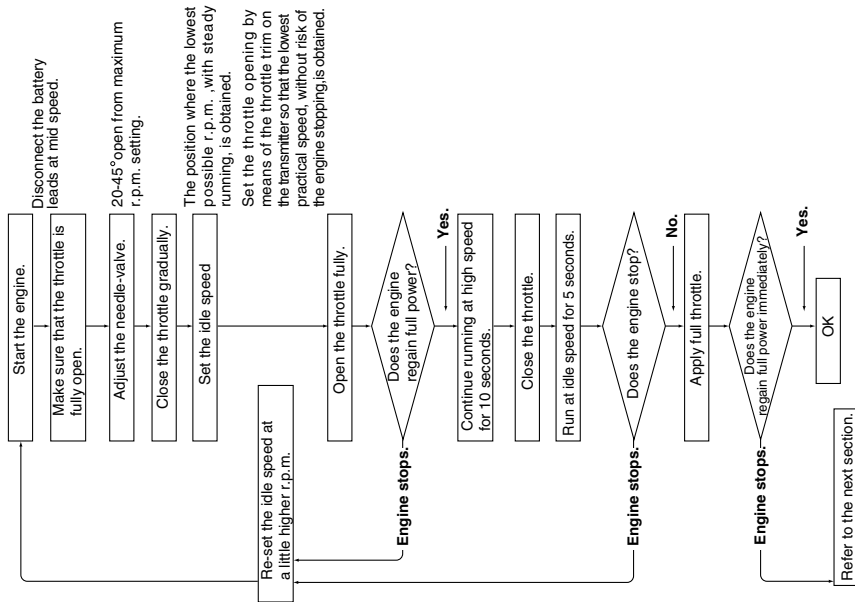 Start the engine.
Disconnect the battery
leads at mid speed.
Make sure that the throttle is
fully open.
Adjust the needle-valve.
20-45°open from maximum
r.p.m. setting.
Close the throttle gradually.
Set the idle speed
The position where the lowest
possible r.p.m. ,with steady
running, is obtained.
Set the throttle opening by
means of the throttle trim on
the transmitter so that the lowest
practical speed, without risk of
the engine stopping,is obtained.
Re-set the idle speed at
a little higher r.p.m.
Open the throttle fully.
Does the engine
regain full power?
Engine stops.
Yes.
Continue running at high speed
for 10 seconds.
Close the throttle.
Run at idle speed for 5 seconds.
Does the engine stop?
Engine stops.
No.
Apply full throttle.
Does the engine
regain full power immediately?
Engine stops.
Yes.
OK
Refer to the next section.